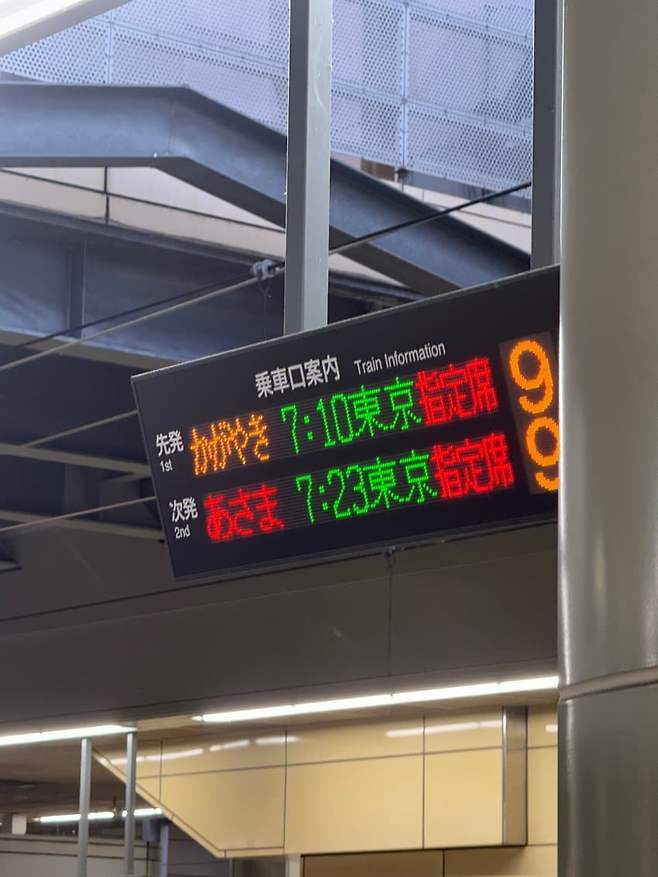 乗車口案内 Train Information
先発 かがやき 7:10 東京 指定席 9
1st
次発 あさま 7:23 東京 指定席 9
2nd